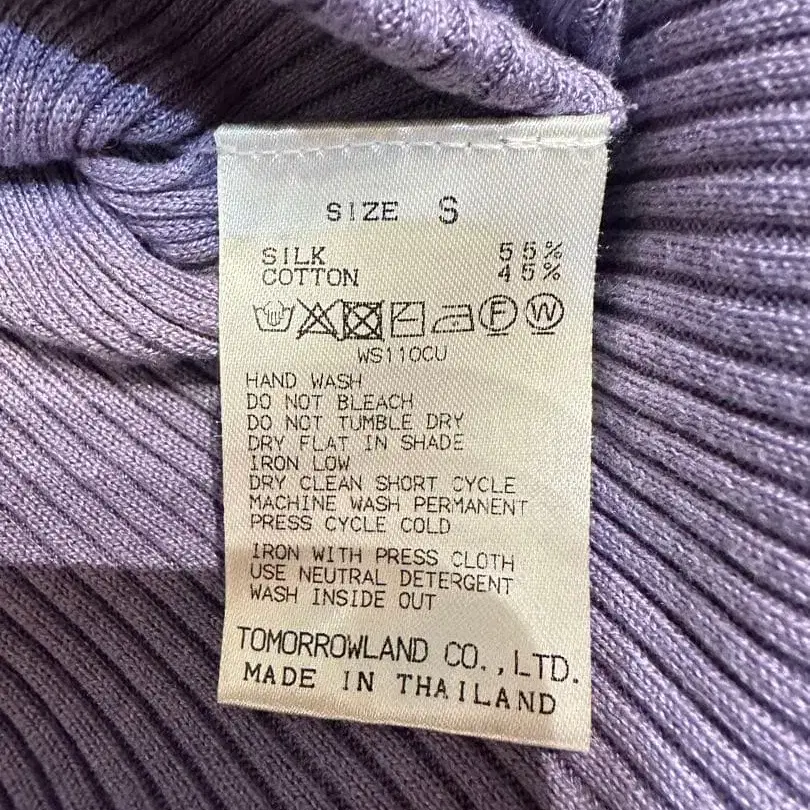 SIZE S
SILK 55%
COTTON 45%
F W
WS110CU
HAND WASH
DO NOT BLEACH
DO NOT TUMBLE DRY
DRY FLAT IN SHADE
IRON LOW
DRY CLEAN SHORT CYCLE
MACHINE WASH PERMANENT
PRESS CYCLE COLD
IRON WITH PRESS CLOTH
USE NEUTRAL DETERGENT
WASH INSIDE OUT
TOMORROWLAND CO.,LTD.
MADE IN THAILAND